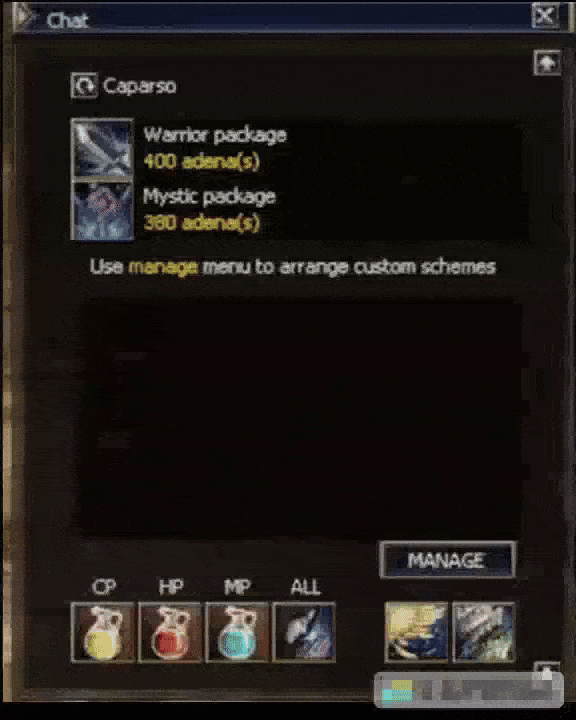 Chat
Caparso
Warrior package
400 adena(s)
Mystic package
380 adena(s)
Use manage menu to arrange custom schemes
MANAGE
CP HP MP ALL